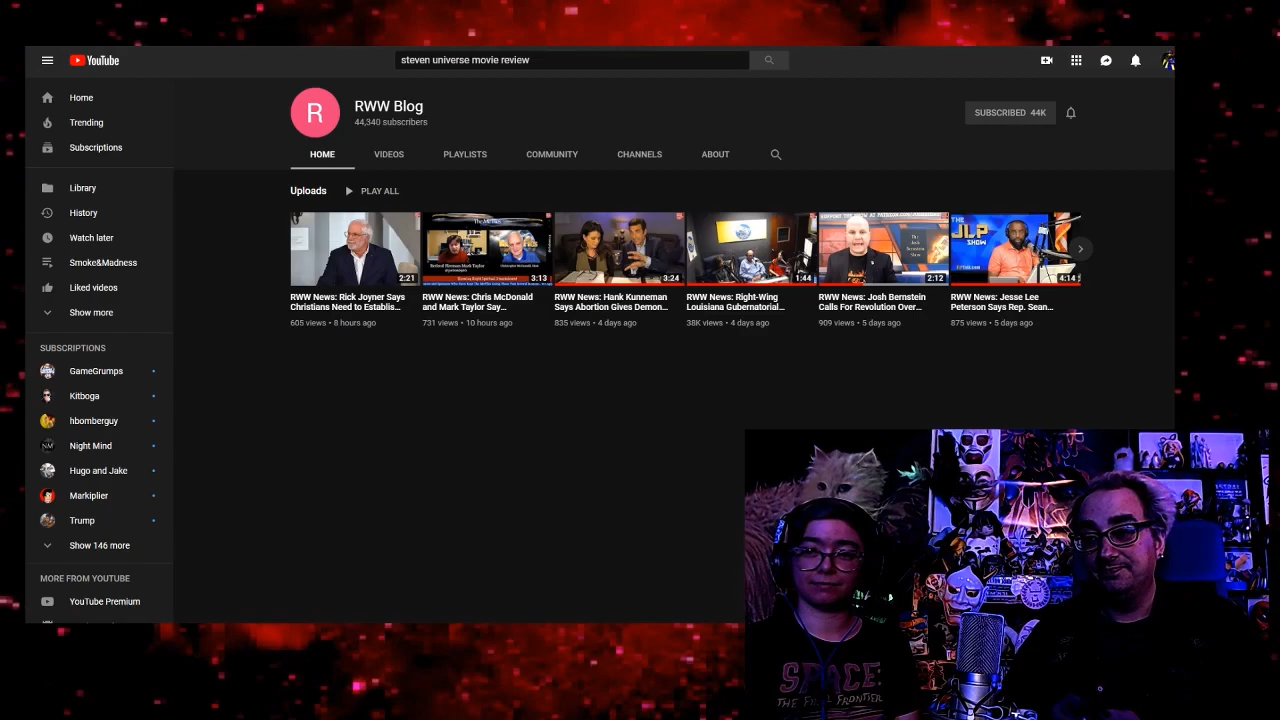 YouTube
steven universe movie review
Home
Trending
Subscriptions
Library
History
Watch later
Smoke&Madness
Liked videos
Show more
SUBSCRIPTIONS
GameGrumps
Kitboga
hbomberguy
NM
Night Mind
Hugo and Jake
Markiplier
Trump
Show 146 more
MORE FROM YOUTUBE
YouTube Premium
R
RWW Blog
44,340 subscribers
SUBSCRIBED 44K
HOME VIDEOS PLAYLISTS COMMUNITY CHANNELS ABOUT
Uploads PLAY ALL
2:21
RWW News: Rick Joyner Says
Christians Need to Establis...
605 views • 8 hours ago
3:13
RWW News: Chris McDonald
and Mark Taylor Say...
731 views • 10 hours ago
3:24
RWW News: Hank Kunneman
Says Abortion Gives Demon...
835 views • 4 days ago
1:44
RWW News: Right-Wing
Louisiana Gubernatorial...
38K views • 4 days ago
2:12
RWW News: Josh Bernstein
Calls For Revolution Over...
909 views • 5 days ago
THE
JLP
SHOW
4:14
RWW News: Jesse Lee
Peterson Says Rep. Sean...
875 views • 5 days ago
SPACE:
THE FINAL FRONTIER